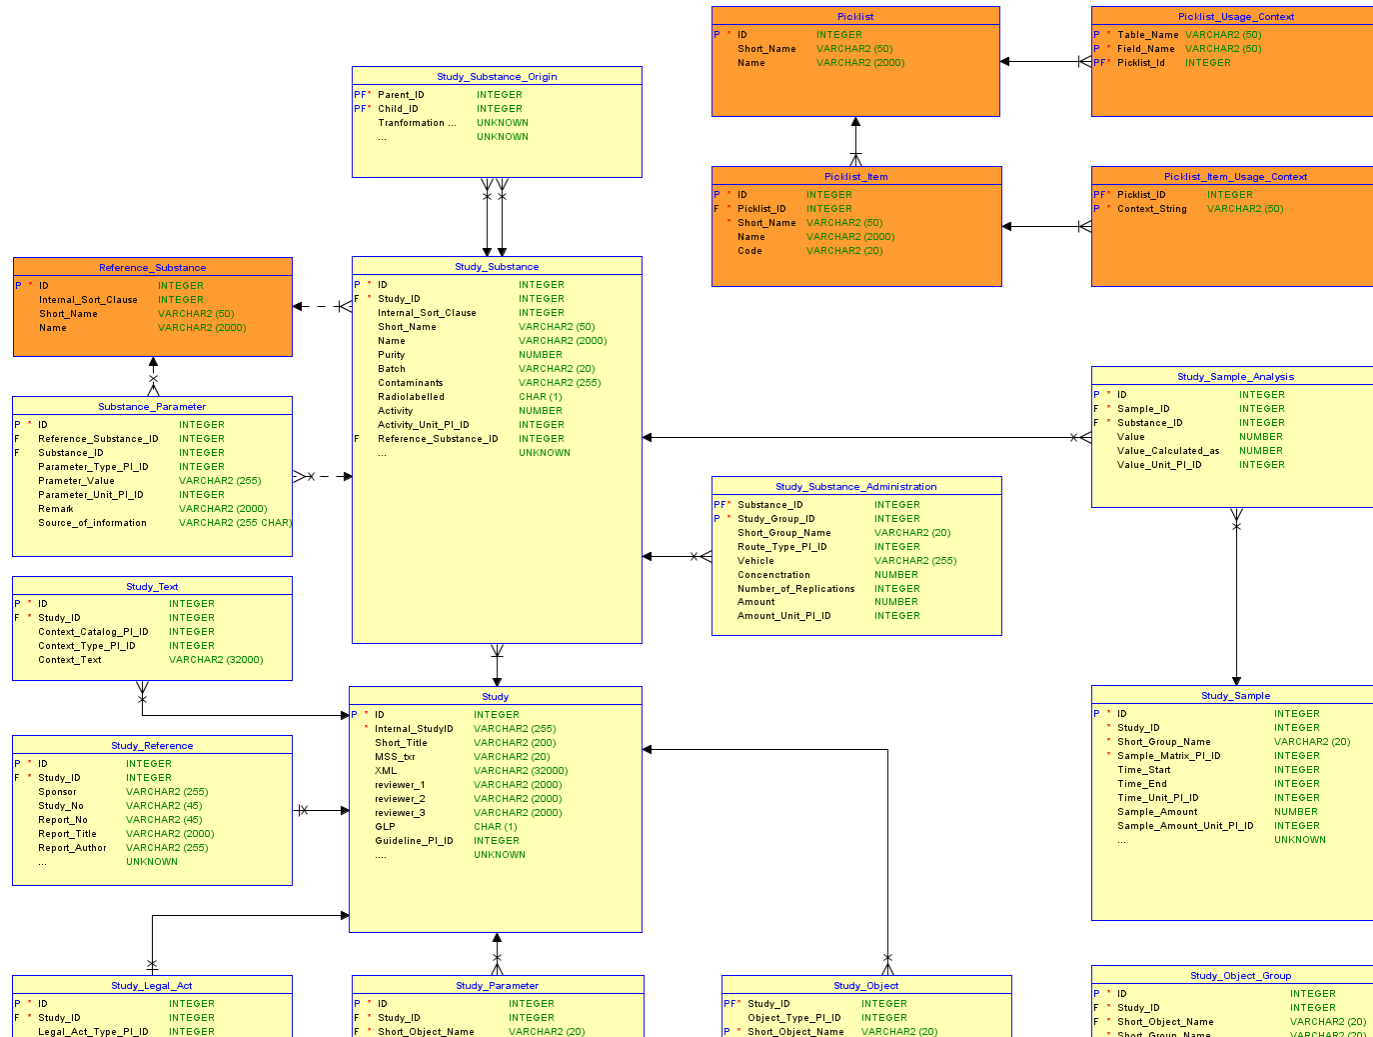 Picklist
P * ID INTEGER
Short_Name VARCHAR2 (50)
Name VARCHAR2 (2000)
Picklist_Usage_Context
P * Table_Name VARCHAR2 (50)
P * Field_Name VARCHAR2 (50)
PF* Picklist_Id INTEGER
Study_Substance_Origin
PF* Parent_ID INTEGER
PF* Child_ID INTEGER
Tranformation ... UNKNOWN
... UNKNOWN
Picklist_Item
P * ID INTEGER
F * Picklist_ID INTEGER
* Short_Name VARCHAR2 (50)
Name VARCHAR2 (2000)
Code VARCHAR2 (20)
Picklist_Item_Usage_Context
PF* Picklist_ID INTEGER
P * Context_String VARCHAR2 (50)
Reference_Substance
P * ID INTEGER
Internal_Sort_Clause INTEGER
Short_Name VARCHAR2 (50)
Name VARCHAR2 (2000)
Study_Substance
P * ID INTEGER
F * Study_ID INTEGER
Internal_Sort_Clause INTEGER
Short_Name VARCHAR2 (50)
Name VARCHAR2 (2000)
Purity NUMBER
Batch VARCHAR2 (20)
Contaminants VARCHAR2 (255)
Radiolabelled CHAR (1)
Activity NUMBER
Activity_Unit_PI_ID INTEGER
F Reference_Substance_ID INTEGER
... UNKNOWN
Study_Sample_Analysis
P * ID INTEGER
F * Sample_ID INTEGER
F * Substance_ID INTEGER
Value NUMBER
Value_Calculated_as NUMBER
Value_Unit_PI_ID INTEGER
Substance_Parameter
P * ID INTEGER
F Reference_Substance_ID INTEGER
F Substance_ID INTEGER
Parameter_Type_PI_ID INTEGER
Prameter_Value VARCHAR2 (255)
Parameter_Unit_PI_ID INTEGER
Remark VARCHAR2 (2000)
Source_of_information VARCHAR2 (255 CHAR)
Study_Substance_Administration
PF* Substance_ID INTEGER
P * Study_Group_ID INTEGER
Short_Group_Name VARCHAR2 (20)
Route_Type_PI_ID INTEGER
Vehicle VARCHAR2 (255)
Concenctration NUMBER
Number_of_Replications INTEGER
Amount NUMBER
Amount_Unit_PI_ID INTEGER
Study_Text
P * ID INTEGER
F * Study_ID INTEGER
Context_Catalog_PI_ID INTEGER
Context_Type_PI_ID INTEGER
Context_Text VARCHAR2 (32000)
Study
P * ID INTEGER
* Internal_StudyID VARCHAR2 (255)
Short_Title VARCHAR2 (200)
MSS_txr VARCHAR2 (20)
XML VARCHAR2 (32000)
reviewer_1 VARCHAR2 (2000)
reviewer_2 VARCHAR2 (2000)
reviewer_3 VARCHAR2 (2000)
GLP CHAR (1)
Guideline_PI_ID INTEGER
.... UNKNOWN
Study_Sample
P * ID INTEGER
* Study_ID INTEGER
* Short_Group_Name VARCHAR2 (20)
* Sample_Matrix_PI_ID INTEGER
Time_Start INTEGER
Time_End INTEGER
Time_Unit_PI_ID INTEGER
Sample_Amount NUMBER
Sample_Amount_Unit_PI_ID INTEGER
... UNKNOWN
Study_Reference
P * ID INTEGER
F * Study_ID INTEGER
Sponsor VARCHAR2 (255)
Study_No VARCHAR2 (45)
Report_No VARCHAR2 (45)
Report_Title VARCHAR2 (2000)
Report_Author VARCHAR2 (255)
... UNKNOWN
Study_Legal_Act
P * ID INTEGER
F * Study_ID INTEGER
Legal_Act_Type_PI_ID INTEGER
Study_Parameter
P * ID INTEGER
F * Study_ID INTEGER
F * Short_Object_Name VARCHAR2 (20)
Study_Object
PF* Study_ID INTEGER
Object_Type_PI_ID INTEGER
P * Short_Object_Name VARCHAR2 (20)
Study_Object_Group
P * ID INTEGER
F * Study_ID INTEGER
F * Short_Object_Name VARCHAR2 (20)
* Short_Group_Name VARCHAR2 (20)